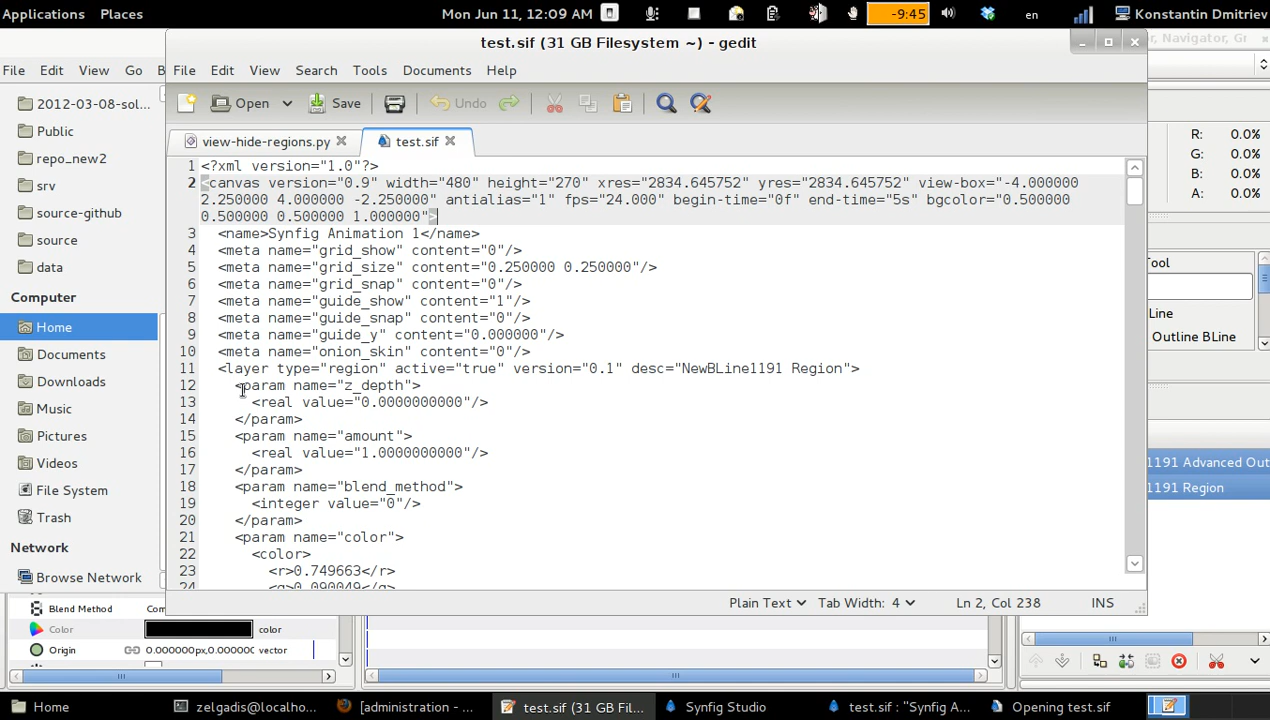 Applications Places Mon Jun 11, 12:09 AM -9:45 en Konstantin Dmitriev
test.sif (31 GB Filesystem ~) - gedit
or, Navigator, Gr
File Edit View Go
File Edit View Search Tools Documents Help
Open Save Undo
2012-03-08-sol...
Public
repo_new2
srv
source-github
source
data
Computer
Home
Documents
Downloads
Music
Pictures
Videos
File System
Trash
Network
Browse Network
view-hide-regions.py test.sif
1 <?xml version="1.0"?>
2 <canvas version="0.9" width="480" height="270" xres="2834.645752" yres="2834.645752" view-box="-4.000000
2.250000 4.000000 -2.250000" antialias="1" fps="24.000" begin-time="0f" end-time="5s" bgcolor="0.500000
0.500000 0.500000 1.000000">
3 <name>Synfig Animation 1</name>
4 <meta name="grid_show" content="0"/>
5 <meta name="grid_size" content="0.250000 0.250000"/>
6 <meta name="grid_snap" content="0"/>
7 <meta name="guide_show" content="1"/>
8 <meta name="guide_snap" content="0"/>
9 <meta name="guide_y" content="0.000000"/>
10 <meta name="onion_skin" content="0"/>
11 <layer type="region" active="true" version="0.1" desc="NewBLine1191 Region">
12 <param name="z_depth">
13 <real value="0.0000000000"/>
14 </param>
15 <param name="amount">
16 <real value="1.0000000000"/>
17 </param>
18 <param name="blend_method">
19 <integer value="0"/>
20 </param>
21 <param name="color">
22 <color>
23 <r>0.749663</r>
24 <g>0.090049</g>
Plain Text Tab Width: 4 Ln 2, Col 238 INS
R: 0.0%
G: 0.0%
B: 0.0%
A: 0.0%
Tool
Line
Outline BLine
1191 Advanced Out
1191 Region
Blend Method Com
Color color
Origin 0.000000px,0.00000( vector
Home zelgadis@localho... [administration - ... test.sif (31 GB Fil... Synfig Studio test.sif : "Synfig A... Opening test.sif